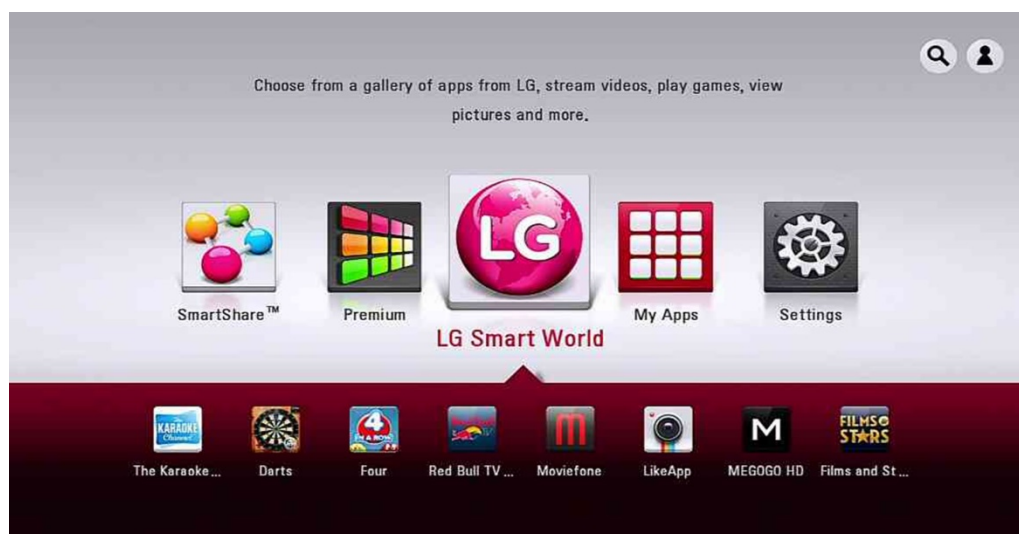 Choose from a gallery of apps from LG, stream videos, play games, view
pictures and more.
LG
SmartShare™
Premium
My Apps
Settings
LG Smart World
The
KARAOKE
Channel
4
IN A ROW
TV
m
M
FILMS
STARS
The Karaoke...
Darts
Four
Red Bull TV ...
Moviefone
LikeApp
MEGOGO HD
Films and St ...